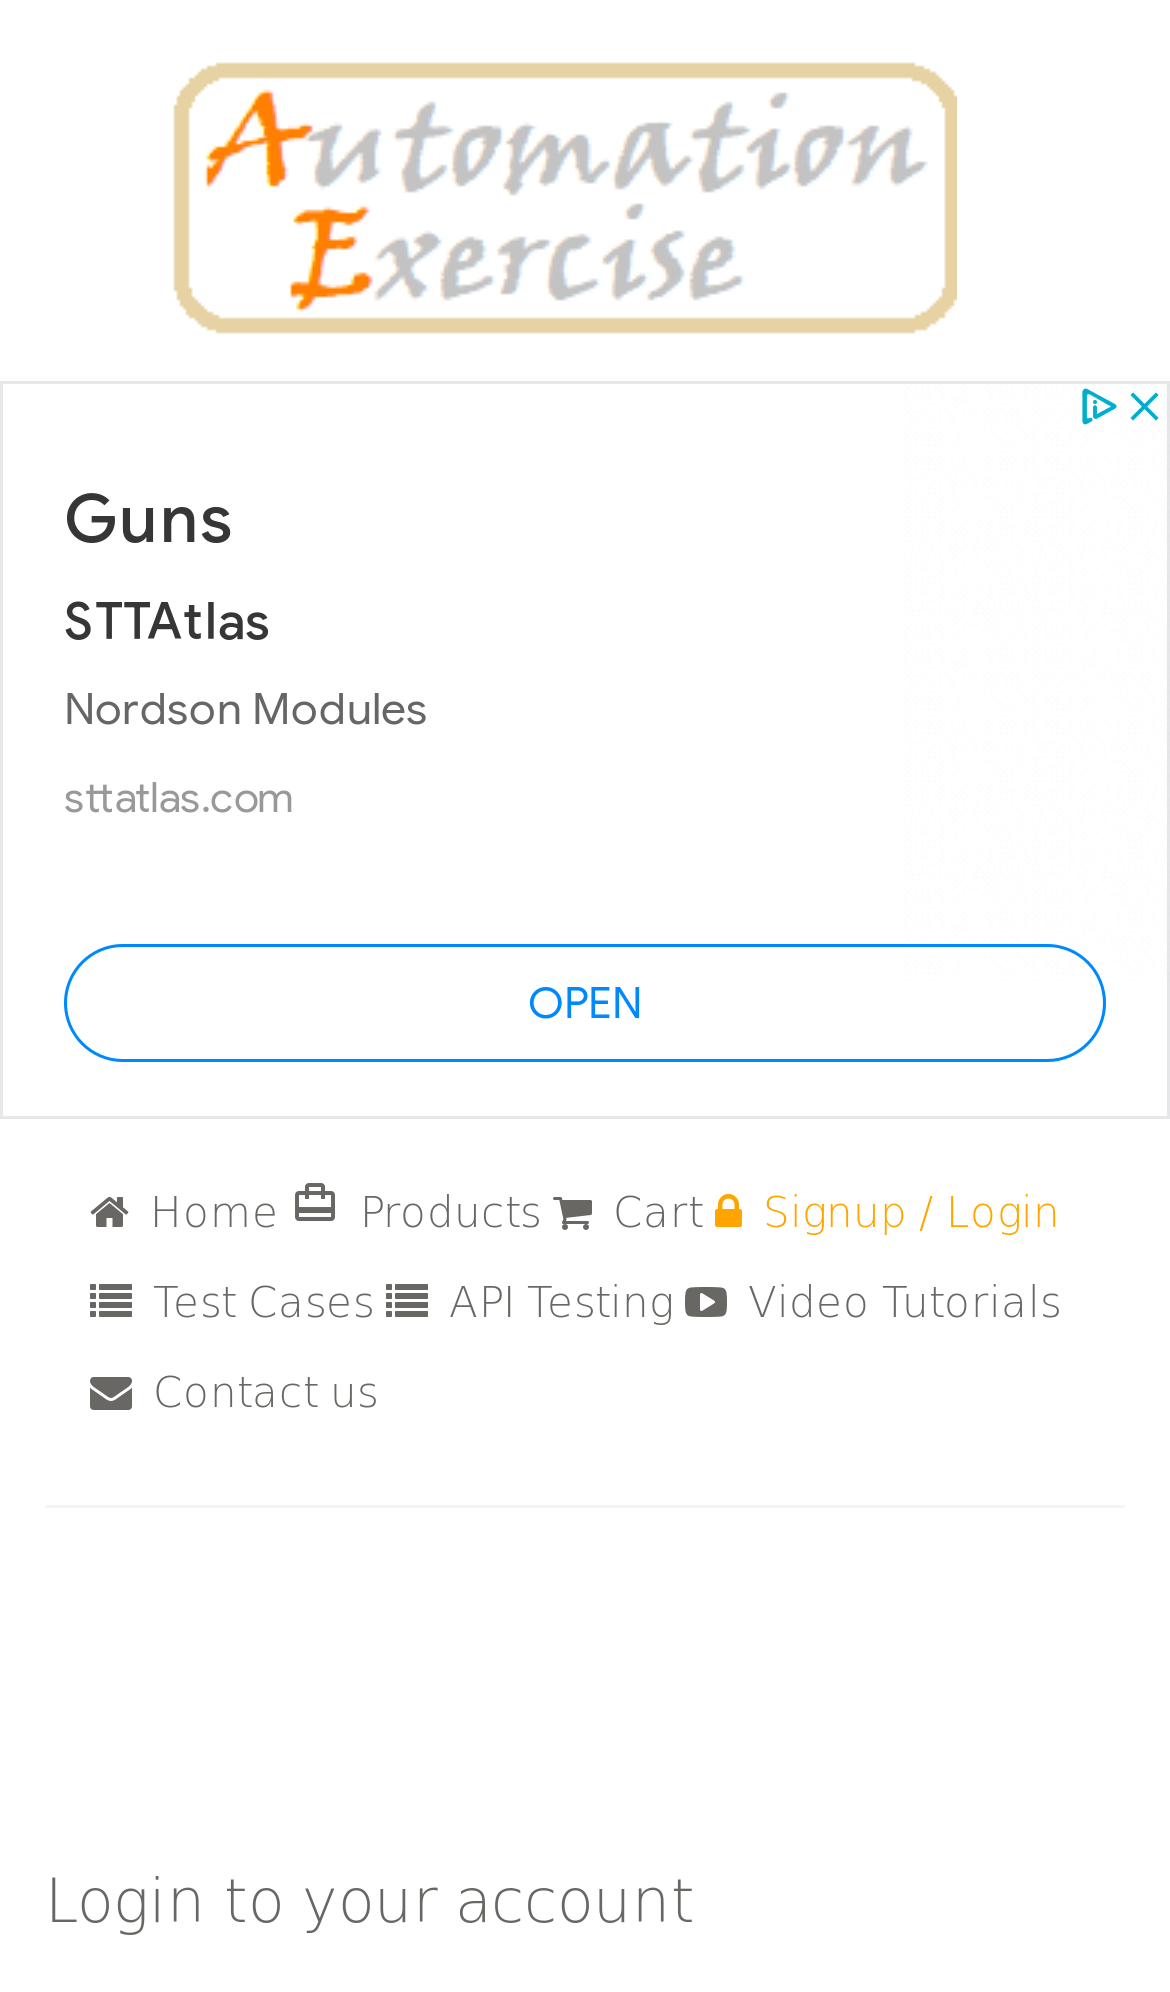 Automation
Exercise
Guns
STTAtlas
Nordson Modules
sttatlas.com
OPEN
Home Products Cart Signup / Login
Test Cases API Testing Video Tutorials
Contact us
Login to your account